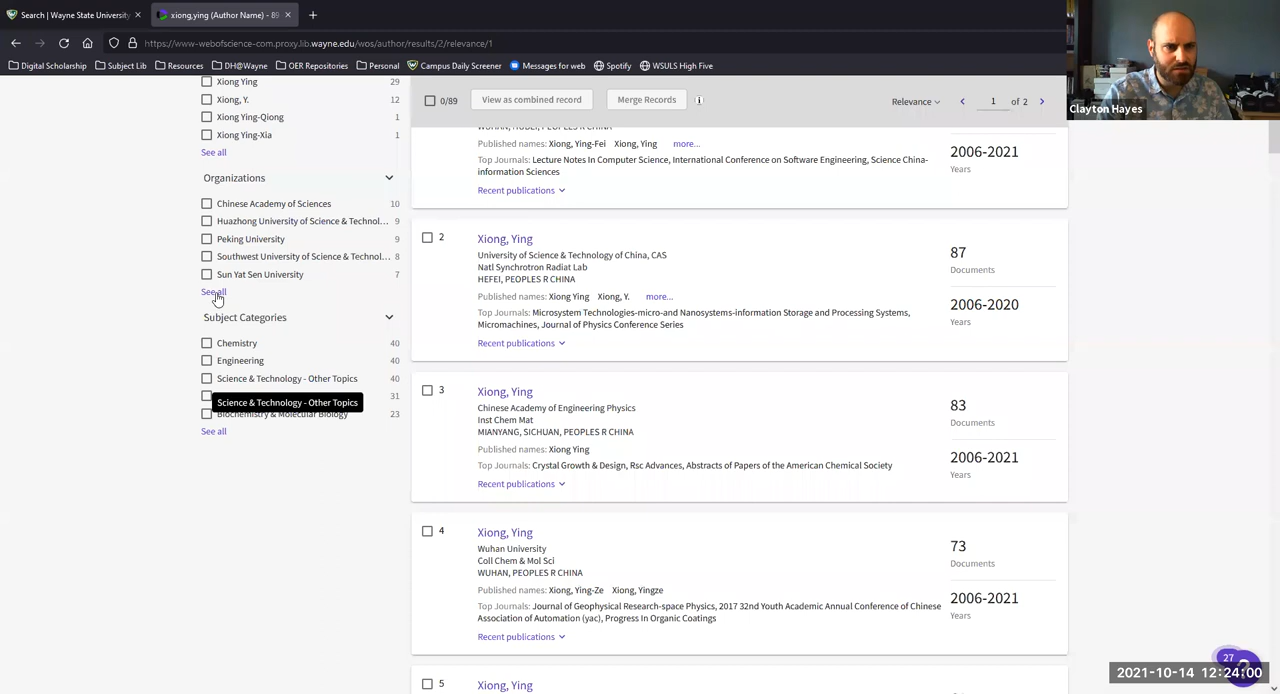 Search | Wayne State University
xiong,ying (Author Name) - 89
https://www-webofscience-com.proxy.lib.wayne.edu/wos/author/results/2/relevance/1
Digital Scholarship
Subject Lib
Resources
DH@Wayne
OER Repositories
Personal
Campus Daily Screener
Messages for web
Spotify
WSULS High Five
Clayton Hayes
Xiong Ying 29
Xiong, Y. 12
Xiong Ying-Qiong 1
Xiong Ying-Xia 1
See all
Organizations
Chinese Academy of Sciences 10
Huazhong University of Science & Technol... 9
Peking University 9
Southwest University of Science & Technol... 8
Sun Yat Sen University 7
See all
Subject Categories
Chemistry 40
Engineering 40
Science & Technology - Other Topics 40
31
Science & Technology - Other Topics
Biochemistry & Molecular Biology 23
See all
0/89
View as combined record
Merge Records
Relevance
1 of 2
WUHAN, HUBEI, PEOPLES R CHINA
Published names: Xiong, Ying-Fei Xiong, Ying more...
Top Journals: Lecture Notes In Computer Science, International Conference on Software Engineering, Science China-
information Sciences
Recent publications
2006-2021
Years
2 Xiong, Ying
University of Science & Technology of China, CAS
Natl Synchrotron Radiat Lab
HEFEI, PEOPLES R CHINA
Published names: Xiong Ying Xiong, Y. more...
Top Journals: Microsystem Technologies-micro-and Nanosystems-information Storage and Processing Systems,
Micromachines, Journal of Physics Conference Series
Recent publications
87
Documents
2006-2020
Years
3 Xiong, Ying
Chinese Academy of Engineering Physics
Inst Chem Mat
MIANYANG, SICHUAN, PEOPLES R CHINA
Published names: Xiong Ying
Top Journals: Crystal Growth & Design, Rsc Advances, Abstracts of Papers of the American Chemical Society
Recent publications
83
Documents
2006-2021
Years
4 Xiong, Ying
Wuhan University
Coll Chem & Mol Sci
WUHAN, PEOPLES R CHINA
Published names: Xiong, Ying-Ze Xiong, Yingze
Top Journals: Journal of Geophysical Research-space Physics, 2017 32nd Youth Academic Annual Conference of Chinese
Association of Automation (yac), Progress In Organic Coatings
Recent publications
73
Documents
2006-2021
Years
5 Xiong, Ying
27
2021-10-14 12:24:00